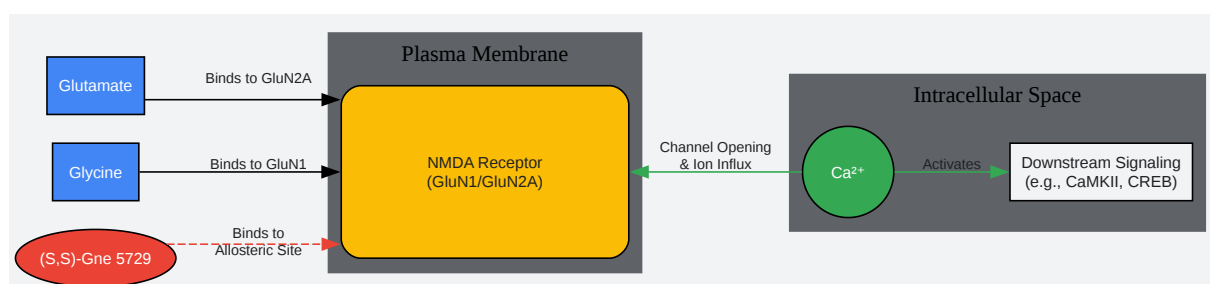 Plasma Membrane
Intracellular Space
Glutamate
Binds to GluN2A
Glycine
Binds to GluN1
(S,S)-Gne 5729
Binds to
Allosteric Site
NMDA Receptor
(GluN1/GluN2A)
Channel Opening
& Ion Influx
Ca²⁺
Activates
Downstream Signaling
(e.g., CaMKII, CREB)